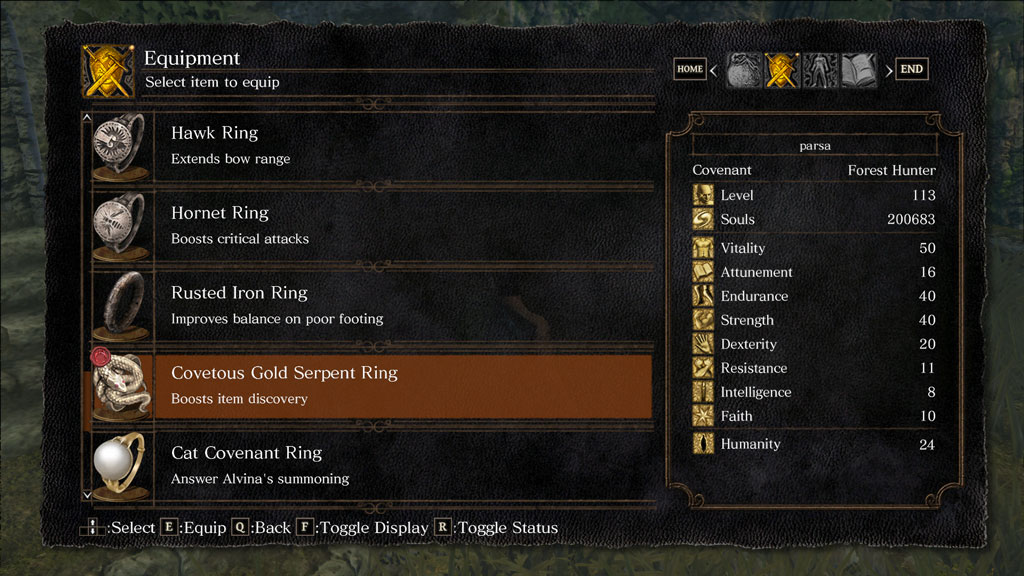 Equipment
Select item to equip
HOME
END
Hawk Ring
Extends bow range
Hornet Ring
Boosts critical attacks
Rusted Iron Ring
Improves balance on poor footing
Covetous Gold Serpent Ring
Boosts item discovery
Cat Covenant Ring
Answer Alvina's summoning
parsa
Covenant Forest Hunter
Level 113
Souls 200683
Vitality 50
Attunement 16
Endurance 40
Strength 40
Dexterity 20
Resistance 11
Intelligence 8
Faith 10
Humanity 24
:Select E:Equip Q:Back F:Toggle Display R:Toggle Status